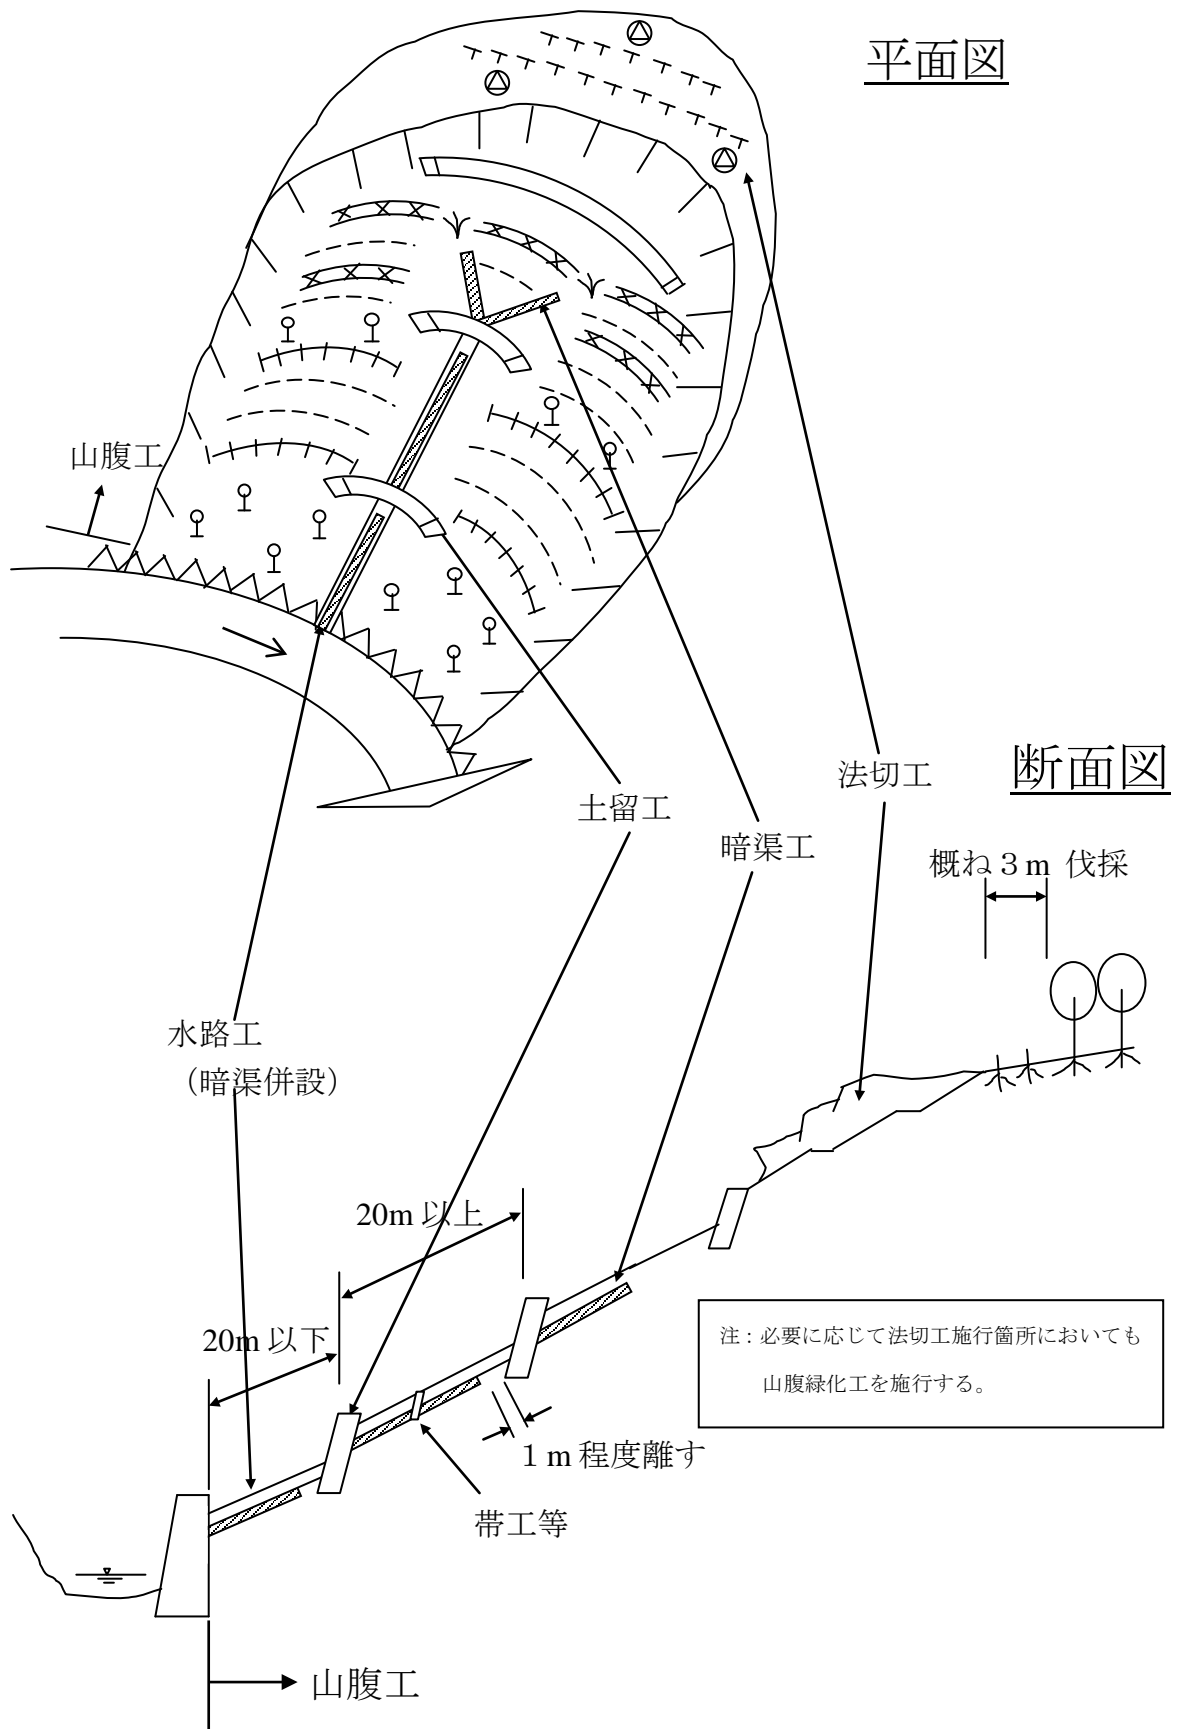 平面図
山腹工
断面図
法切工
土留工
暗渠工
概ね３m 伐採
水路工
（暗渠併設）
20m 以上
20m 以下
注：必要に応じて法切工施行箇所においても
山腹緑化工を施行する。
１m 程度離す
帯工等
山腹工